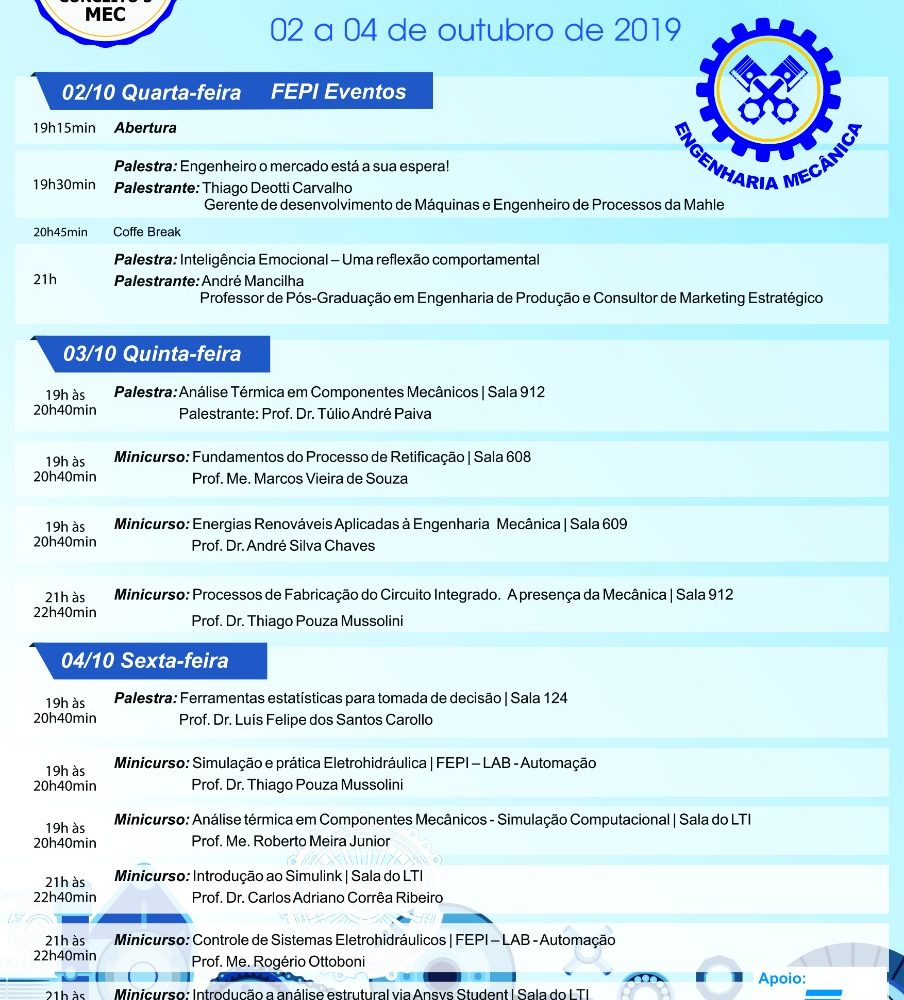 CONCEITO 5
MEC
02 a 04 de outubro de 2019
ENGENHARIA MECÂNICA
02/10 Quarta-feira FEPI Eventos
19h15min Abertura
Palestra: Engenheiro o mercado está a sua espera!
19h30min Palestrante: Thiago Deotti Carvalho
Gerente de desenvolvimento de Máquinas e Engenheiro de Processos da Mahle
20h45min Coffe Break
Palestra: Inteligência Emocional – Uma reflexão comportamental
21h Palestrante: André Mancilha
Professor de Pós-Graduação em Engenharia de Produção e Consultor de Marketing Estratégico
03/10 Quinta-feira
19h às Palestra: Análise Térmica em Componentes Mecânicos | Sala 912
20h40min Palestrante: Prof. Dr. Túlio André Paiva
19h às Minicurso: Fundamentos do Processo de Retificação | Sala 608
20h40min Prof. Me. Marcos Vieira de Souza
19h às Minicurso: Energias Renováveis Aplicadas à Engenharia Mecânica | Sala 609
20h40min Prof. Dr. André Silva Chaves
21h às Minicurso: Processos de Fabricação do Circuito Integrado. A presença da Mecânica | Sala 912
22h40min Prof. Dr. Thiago Pouza Mussolini
04/10 Sexta-feira
19h às Palestra: Ferramentas estatísticas para tomada de decisão | Sala 124
20h40min Prof. Dr. Luís Felipe dos Santos Carollo
19h às Minicurso: Simulação e prática Eletrohidráulica | FEPI – LAB - Automação
20h40min Prof. Dr. Thiago Pouza Mussolini
19h às Minicurso: Análise térmica em Componentes Mecânicos - Simulação Computacional | Sala do LTI
20h40min Prof. Me. Roberto Meira Junior
21h às Minicurso: Introdução ao Simulink | Sala do LTI
22h40min Prof. Dr. Carlos Adriano Corrêa Ribeiro
21h às Minicurso: Controle de Sistemas Eletrohidráulicos | FEPI – LAB - Automação
22h40min Prof. Me. Rogério Ottoboni
Apoio:
21h às Minicurso: Introdução a análise estrutural via Ansys Student | Sala do LTI